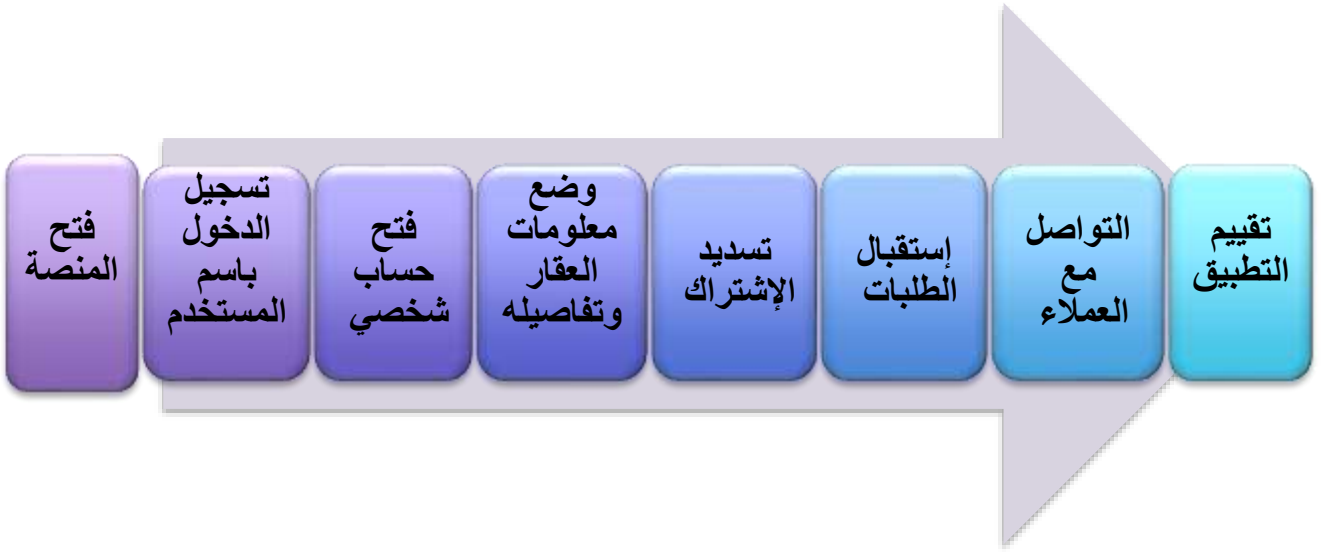 فتح
المنصة
تسجيل
الدخول
باسم
المستخدم
فتح
حساب
شخصي
وضع
معلومات
العقار
وتفاصيله
تسديد
الإشتراك
إستقبال
الطلبات
التواصل
مع
العملاء
تقييم
التطبيق